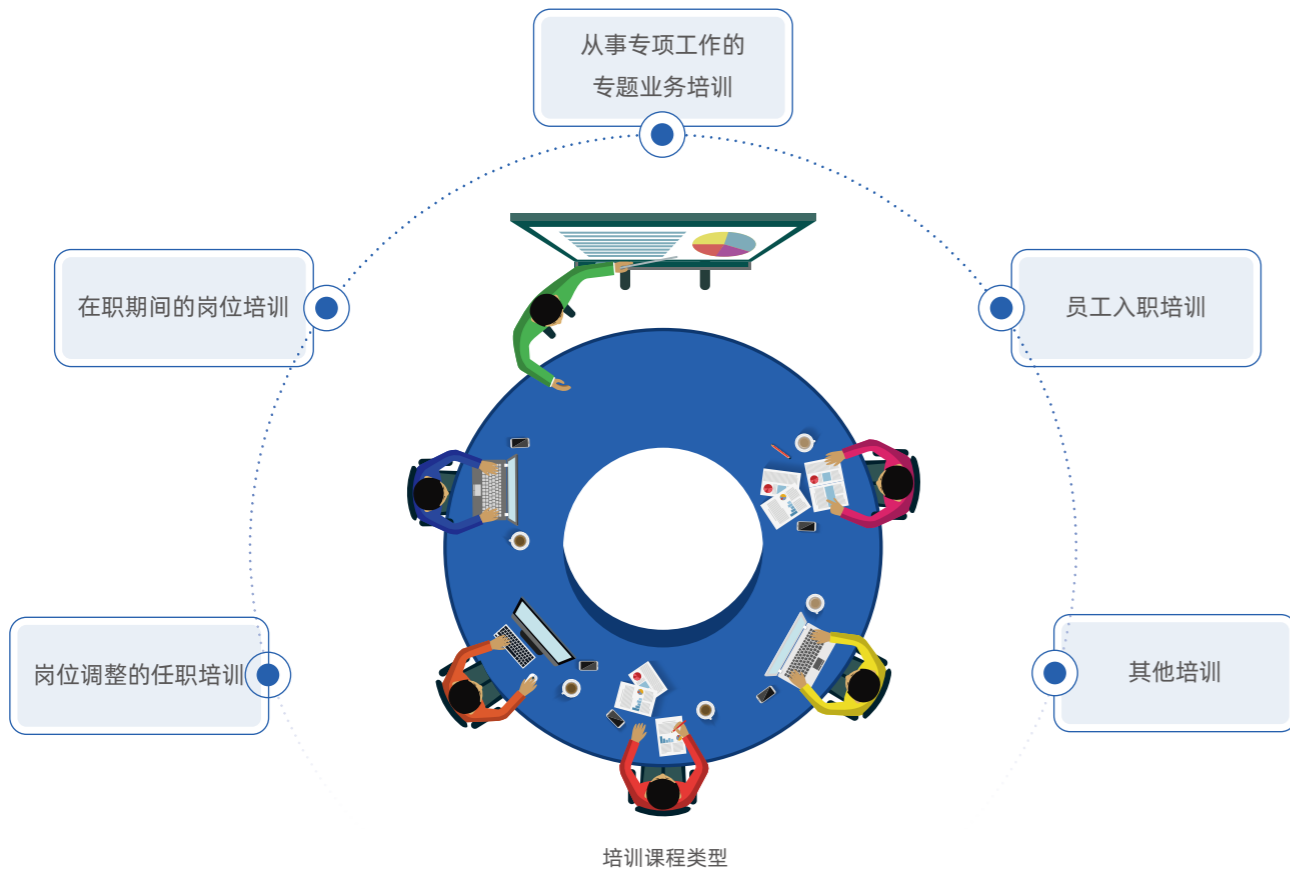 从事专项工作的
专题业务培训
在职期间的岗位培训
员工入职培训
岗位调整的任职培训
其他培训
培训课程类型